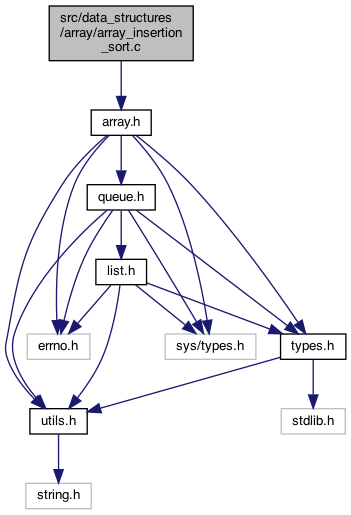 src/data_structures
/array/array_insertion
_sort.c
array.h
queue.h
list.h
errno.h
sys/types.h
types.h
utils.h
stdlib.h
string.h